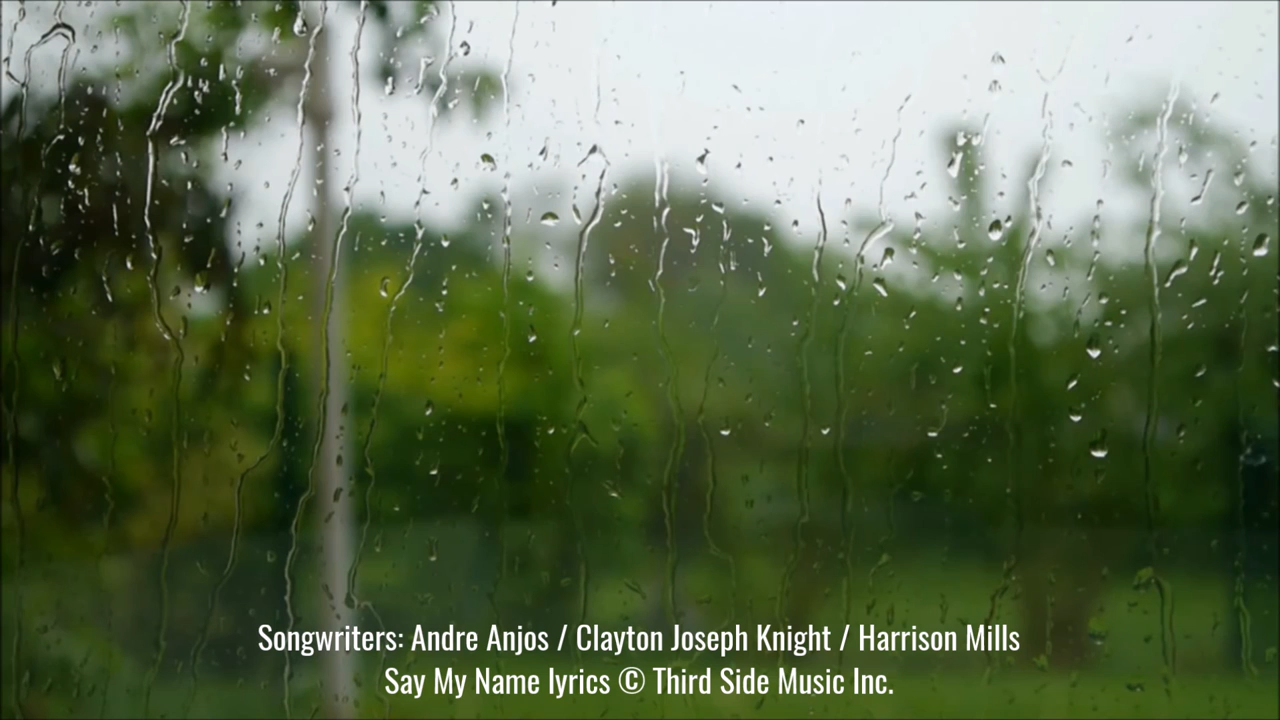 Songwriters: Andre Anjos / Clayton Joseph Knight / Harrison Mills
Say My Name lyrics © Third Side Music Inc.